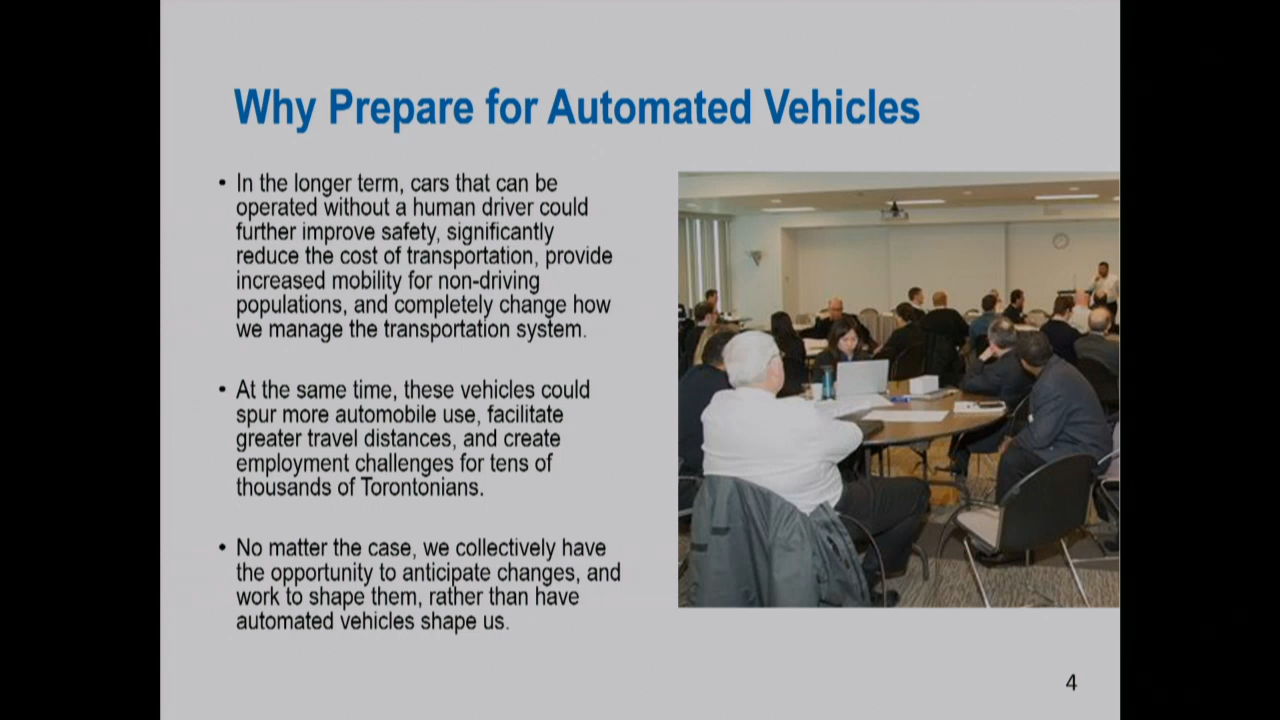 Why Prepare for Automated Vehicles
• In the longer term, cars that can be
operated without a human driver could
further improve safety, significantly
reduce the cost of transportation, provide
increased mobility for non-driving
populations, and completely change how
we manage the transportation system.
• At the same time, these vehicles could
spur more automobile use, facilitate
greater travel distances, and create
employment challenges for tens of
thousands of Torontonians.
• No matter the case, we collectively have
the opportunity to anticipate changes, and
work to shape them, rather than have
automated vehicles shape us.
4